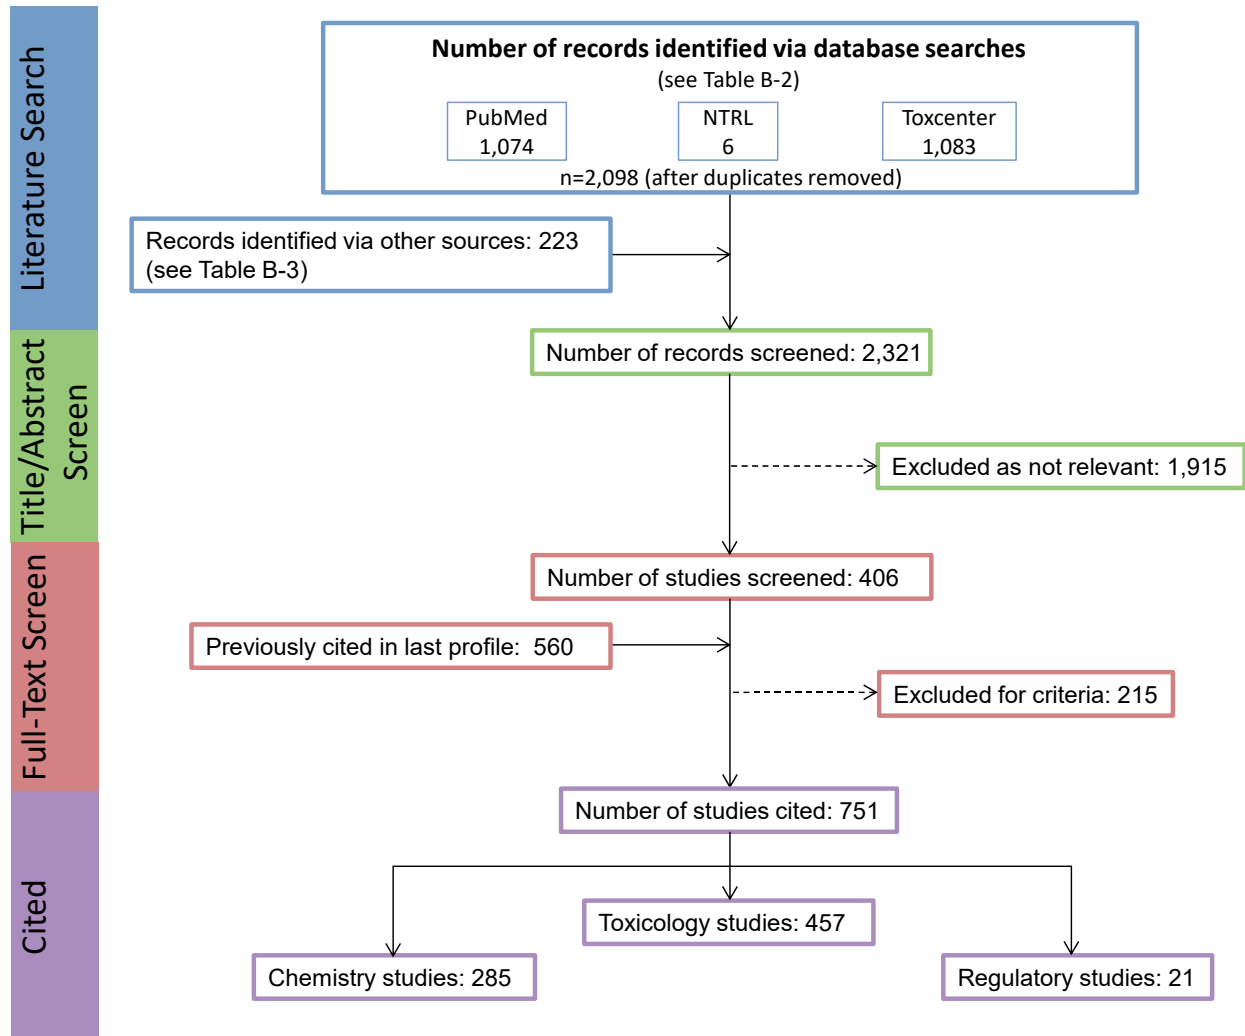 Literature Search
Number of records identified via database searches
(see Table B-2)
PubMed
1,074
NTRL
6
Toxcenter
1,083
n=2,098 (after duplicates removed)
Records identified via other sources: 223
(see Table B-3)
Title/Abstract
Screen
Number of records screened: 2,321
Excluded as not relevant: 1,915
Full-Text Screen
Number of studies screened: 406
Previously cited in last profile: 560
Excluded for criteria: 215
Cited
Number of studies cited: 751
Toxicology studies: 457
Chemistry studies: 285
Regulatory studies: 21